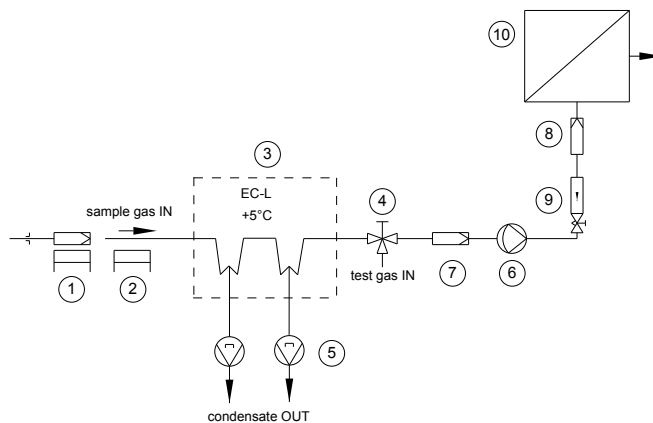 10
8
3
9
EC-L
4
sample gas IN
+5°C
test gas IN
1
2
7
6
5
condensate OUT